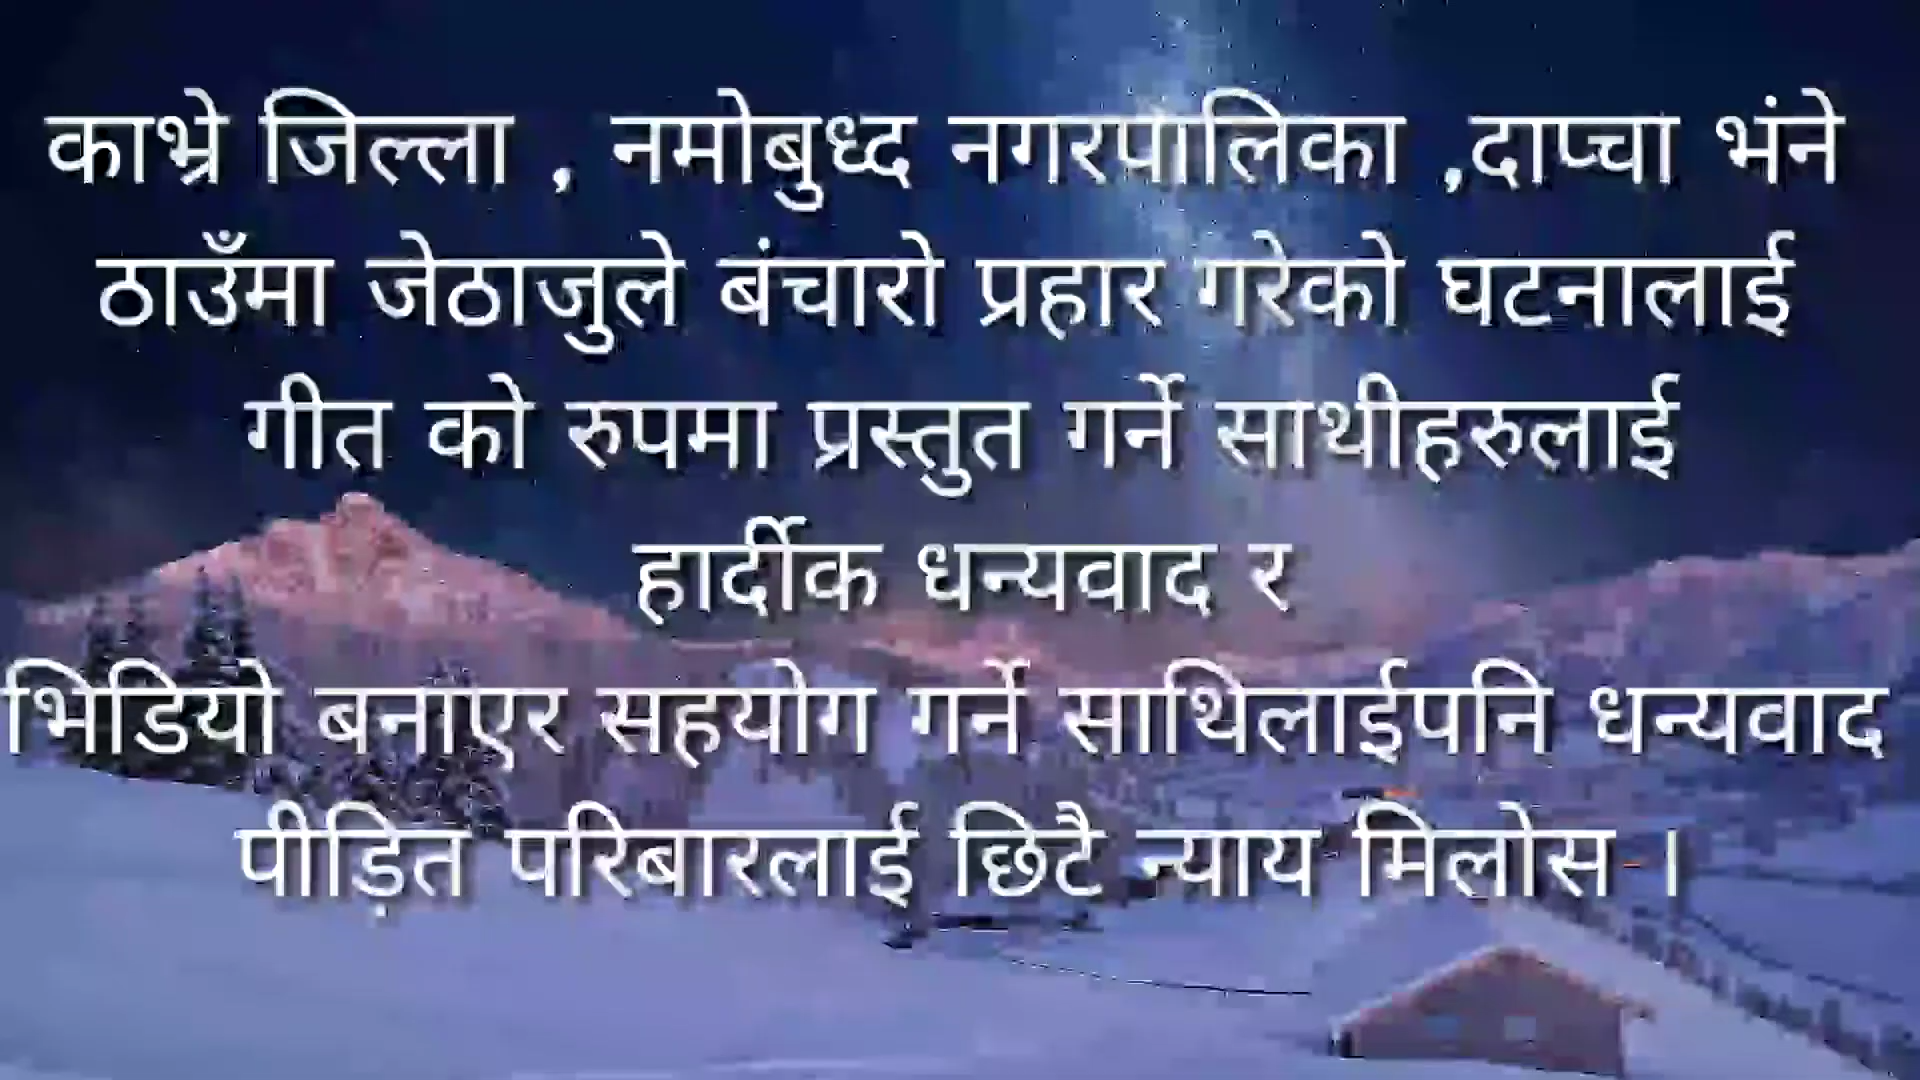 काभ्रे जिल्ला , नमोबुध्द नगरपालिका ,दाप्चा भंने
ठाउँमा जेठाजुले बंचारो प्रहार गरेको घटनालाई
गीत को रुपमा प्रस्तुत गर्ने साथीहरुलाई
हार्दीक धन्यवाद र
भिडियो बनाएर सहयोग गर्ने साथिलाईपनि धन्यवाद
पीड़ित परिबारलाई छिटै न्याय मिलोस ।